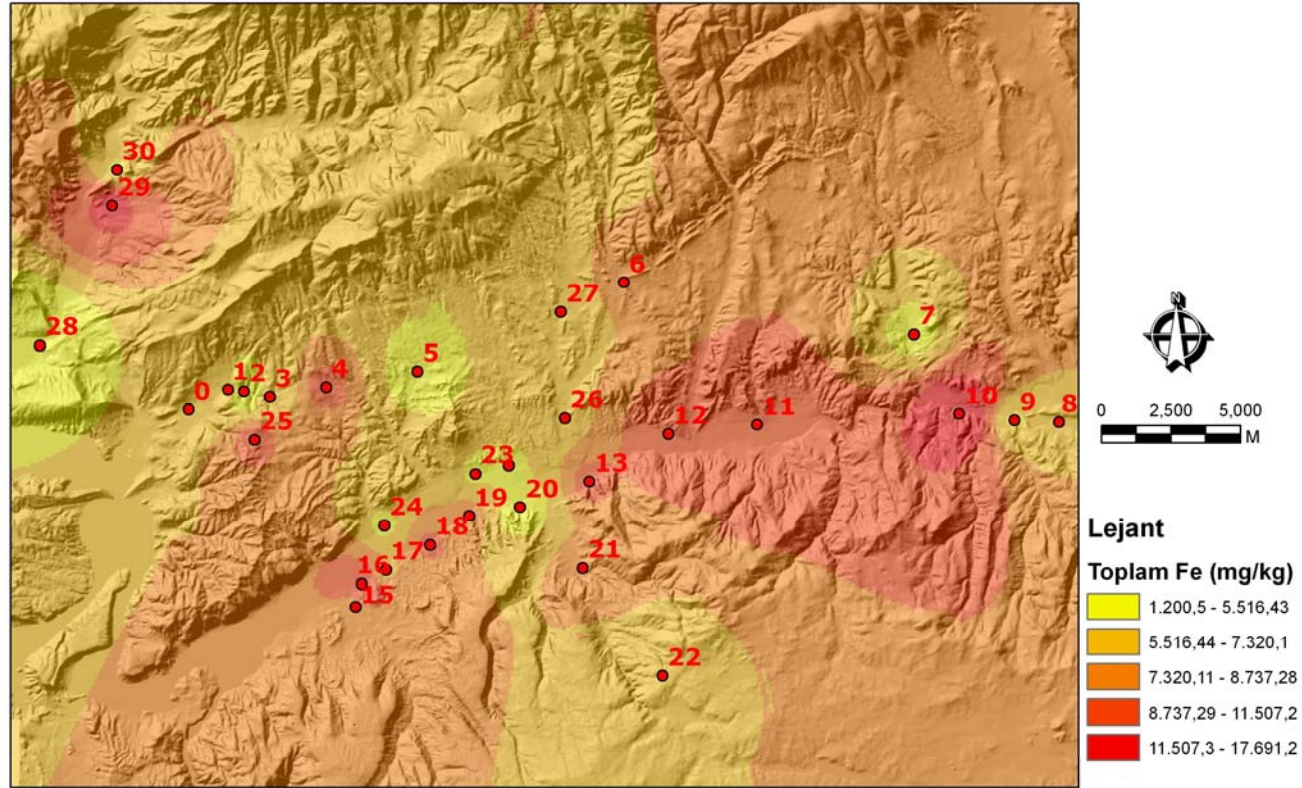 30
29
28
27
6
7
5
4
12
3
0
25
26
12
11
10
9
8
23
13
20
19
24
18
17
16
15
21
22
N
0 2,500 5,000
M
Lejant
Toplam Fe (mg/kg)
1.200,5 - 5.516,43
5.516,44 - 7.320,1
7.320,11 - 8.737,28
8.737,29 - 11.507,2
11.507,3 - 17.691,2